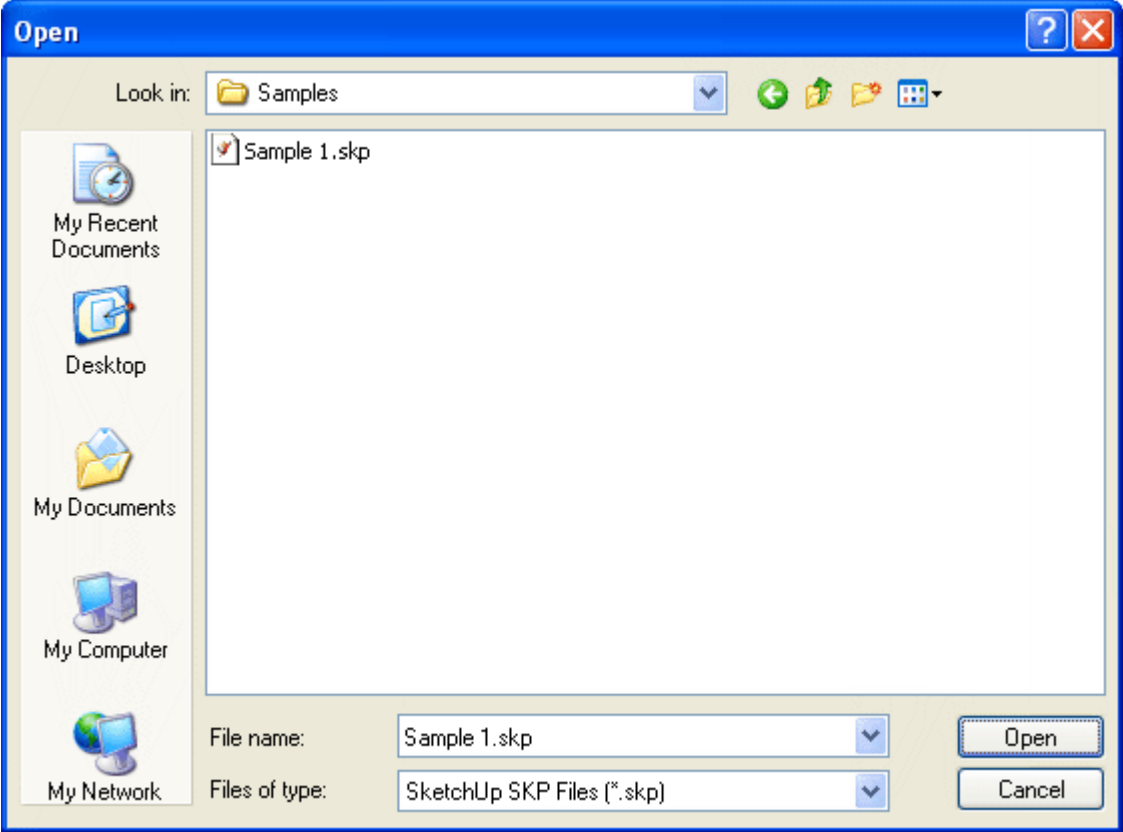 Open
Look in:
Samples
Sample 1.skp
My Recent
Documents
Desktop
My Documents
My Computer
My Network
File name:
Sample 1.skp
Open
Files of type:
SketchUp SKP Files (*.skp)
Cancel